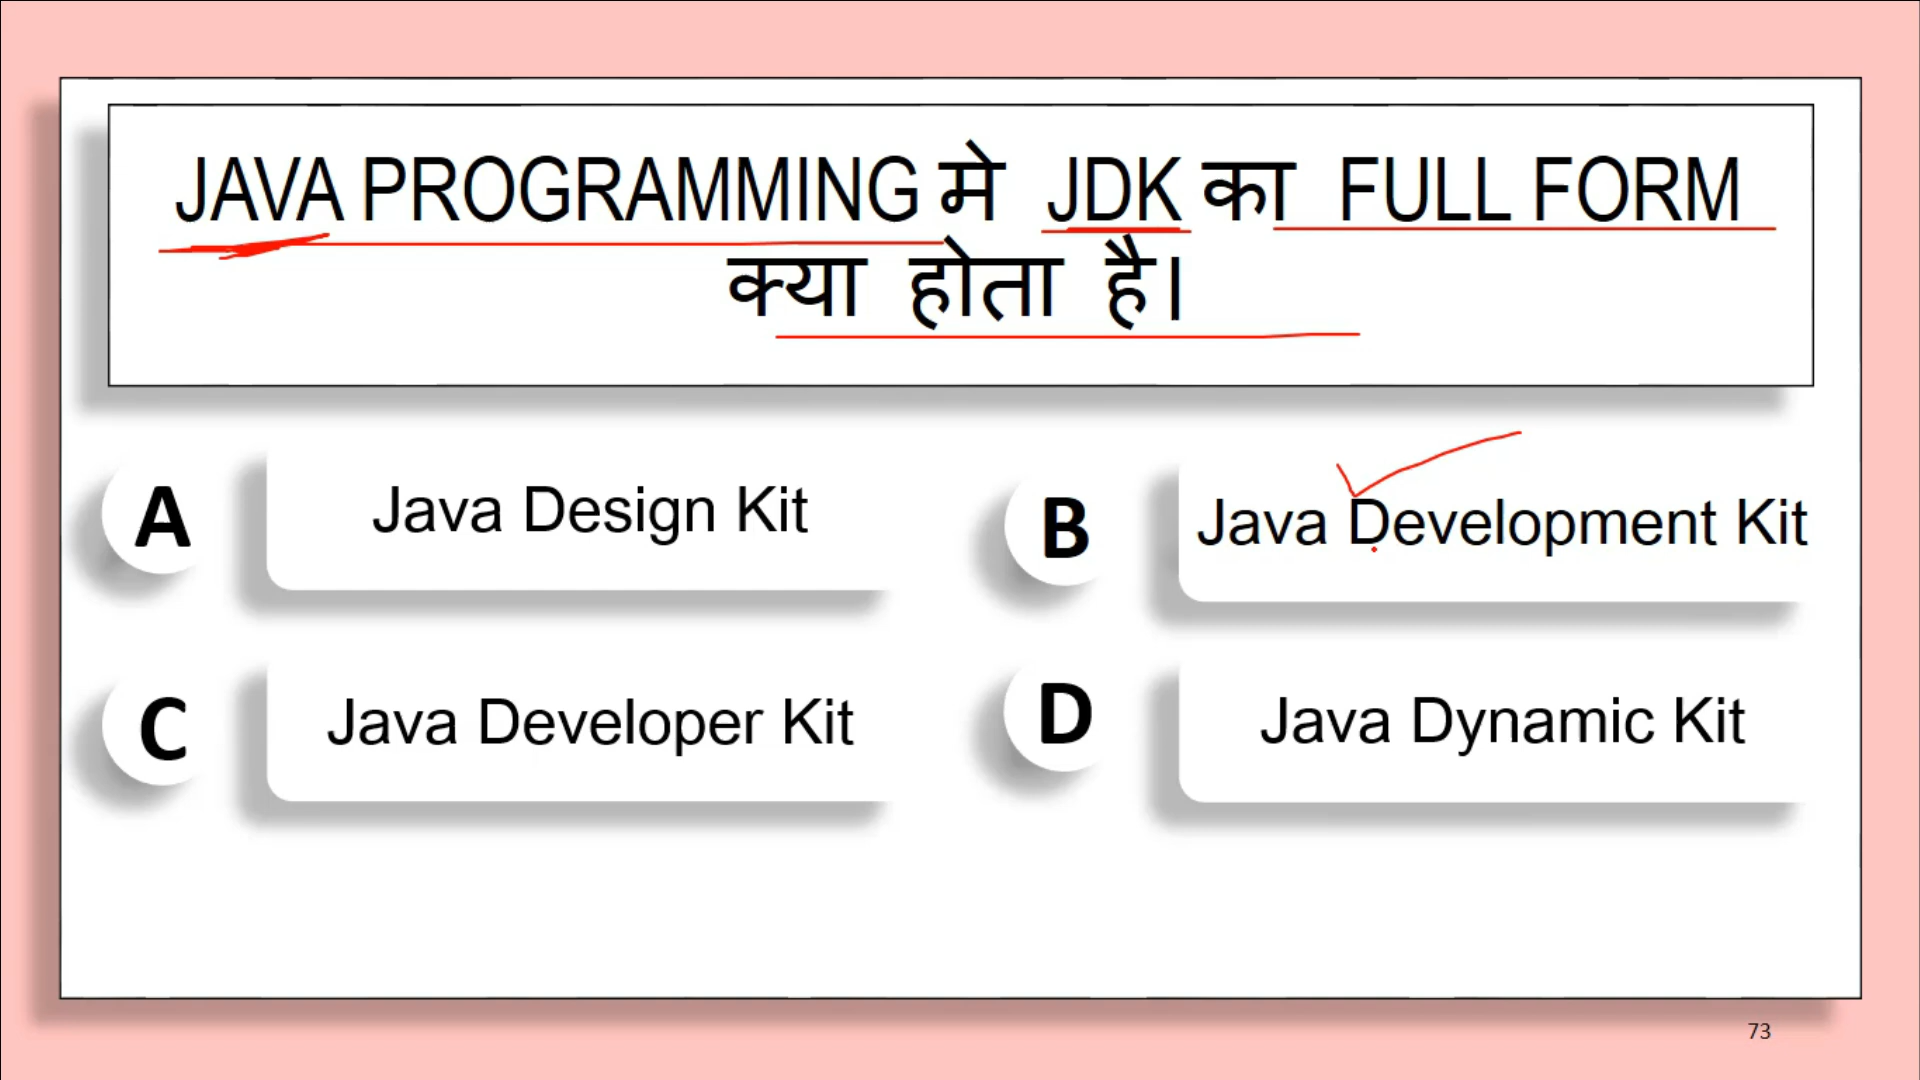 JAVA PROGRAMMING मे JDK का FULL FORM
क्या होता है।
A
Java Design Kit
B
Java Development Kit
C
Java Developer Kit
D
Java Dynamic Kit
73